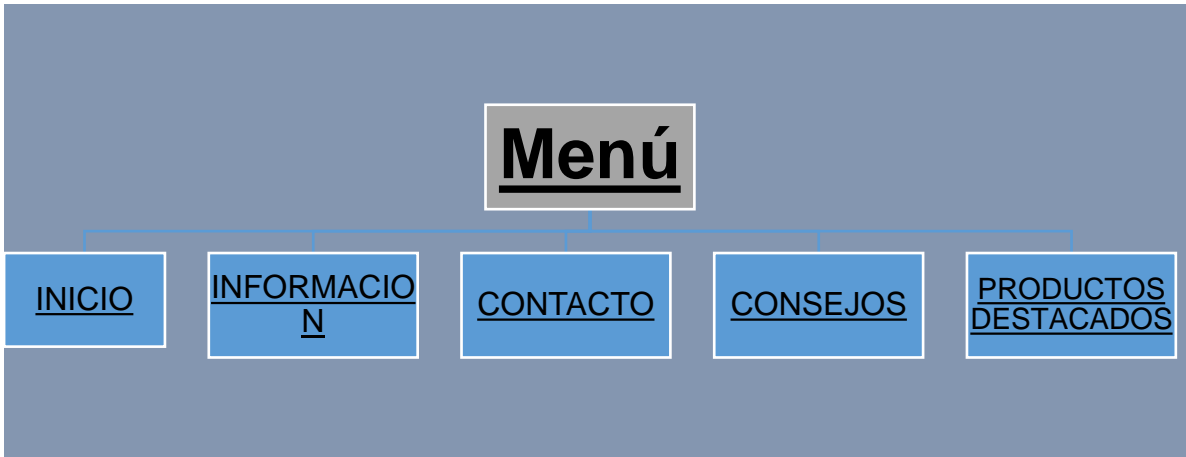 Menú
INICIO
INFORMACIO
N
CONTACTO
CONSEJOS
PRODUCTOS
DESTACADOS